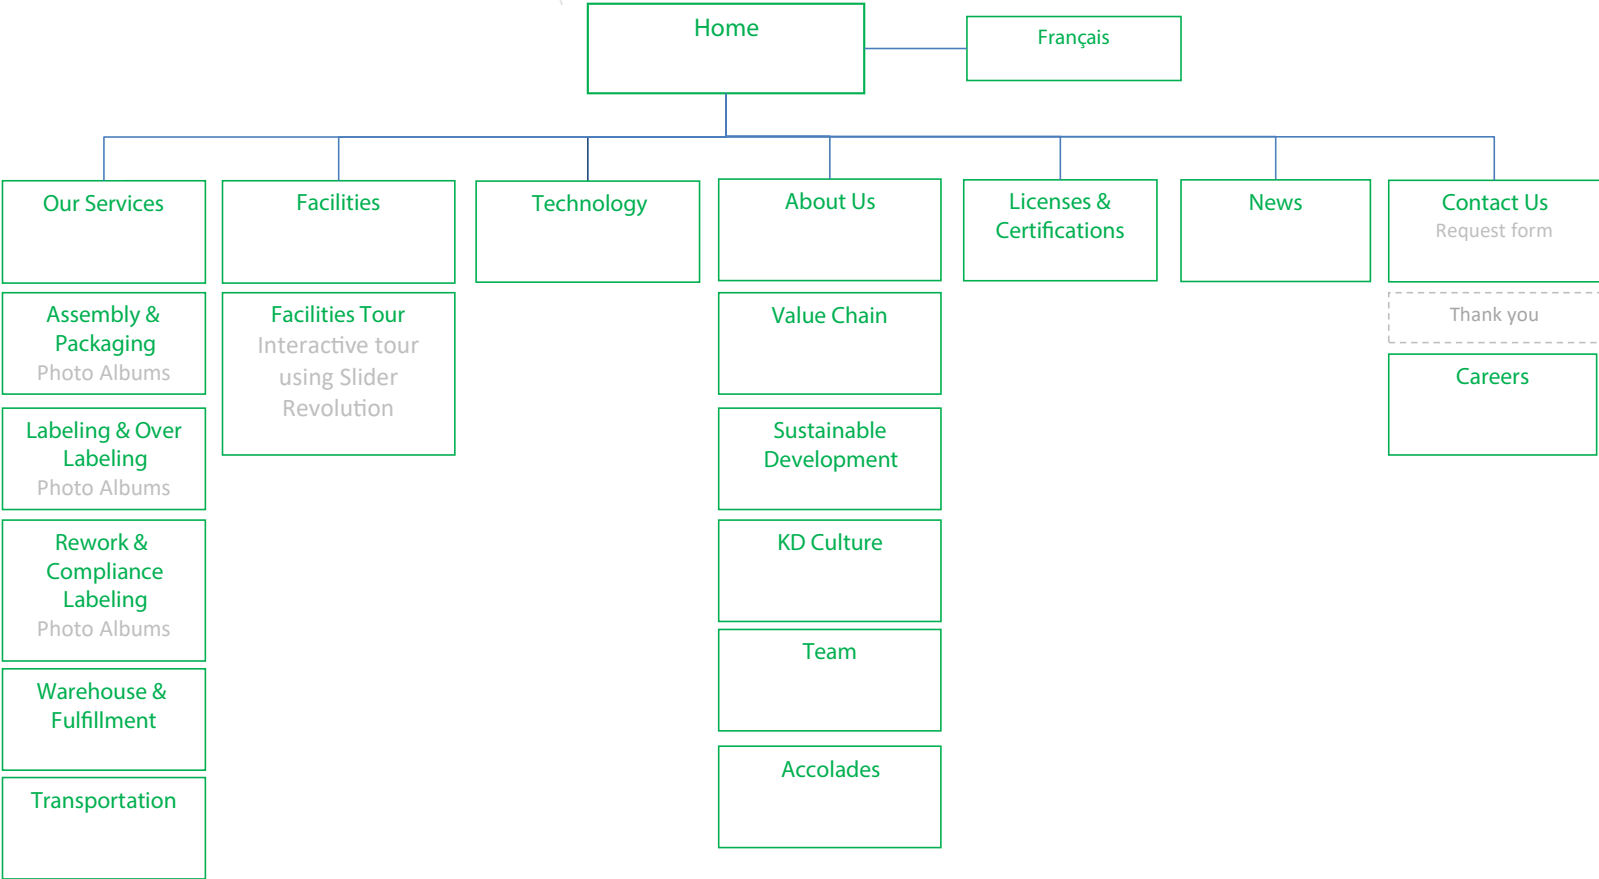 Home
Français
Our Services
Facilities
Technology
About Us
Licenses &
Certifications
News
Contact Us
Request form
Assembly &
Packaging
Photo Albums
Labeling & Over
Labeling
Photo Albums
Rework &
Compliance
Labeling
Photo Albums
Warehouse &
Fulfillment
Transportation
Facilities Tour
Interactive tour
using Slider
Revolution
Value Chain
Sustainable
Development
KD Culture
Team
Accolades
Thank you
Careers